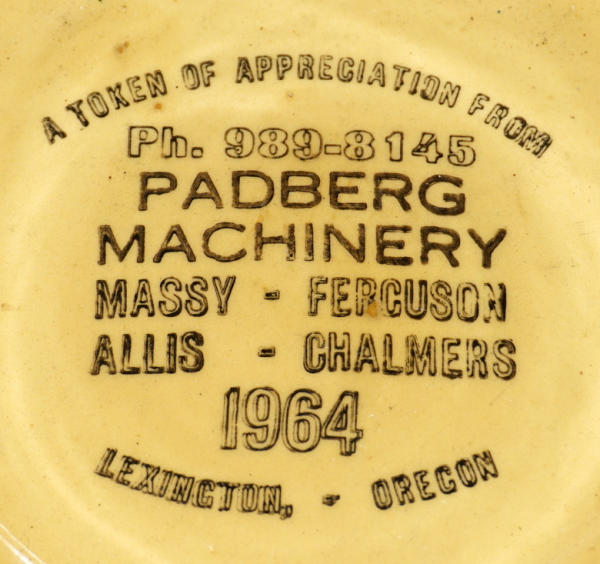 A TOKEN OF APPRECIATION FROM
Ph. 989-8145
PADBERG
MACHINERY
MASSY - FERGUSON
ALLIS - CHALMERS
1964
LEXINGTON, - OREGON